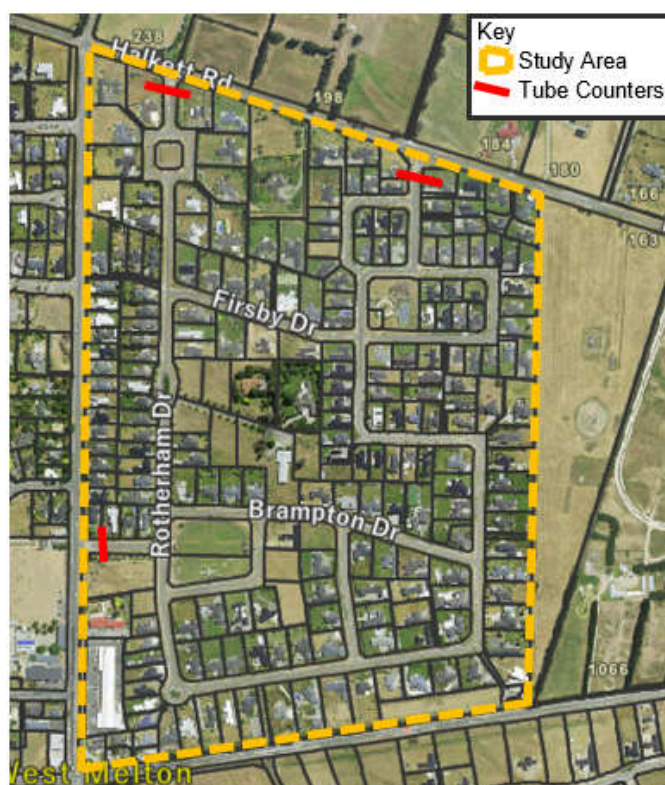 Key
Study Area
Tube Counters
238
Halkett Rd
198
184
180
166
163
Firsby Dr
Rotherham Dr
Brampton Dr
1066
West Melton